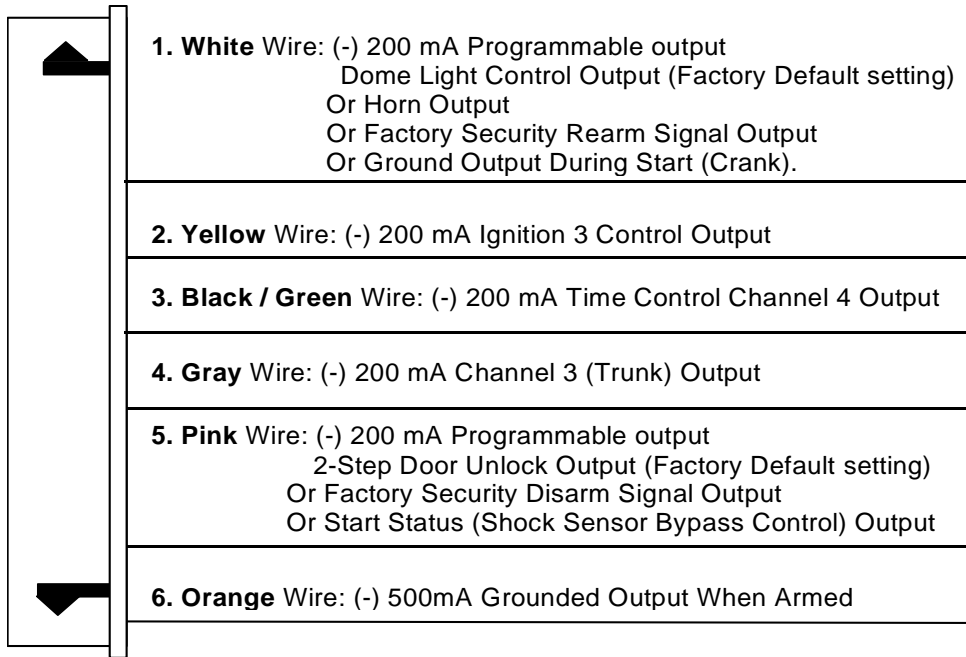 1. White Wire: (-) 200 mA Programmable output
Dome Light Control Output (Factory Default setting)
Or Horn Output
Or Factory Security Rearm Signal Output
Or Ground Output During Start (Crank).
2. Yellow Wire: (-) 200 mA Ignition 3 Control Output
3. Black / Green Wire: (-) 200 mA Time Control Channel 4 Output
4. Gray Wire: (-) 200 mA Channel 3 (Trunk) Output
5. Pink Wire: (-) 200 mA Programmable output
2-Step Door Unlock Output (Factory Default setting)
Or Factory Security Disarm Signal Output
Or Start Status (Shock Sensor Bypass Control) Output
6. Orange Wire: (-) 500mA Grounded Output When Armed